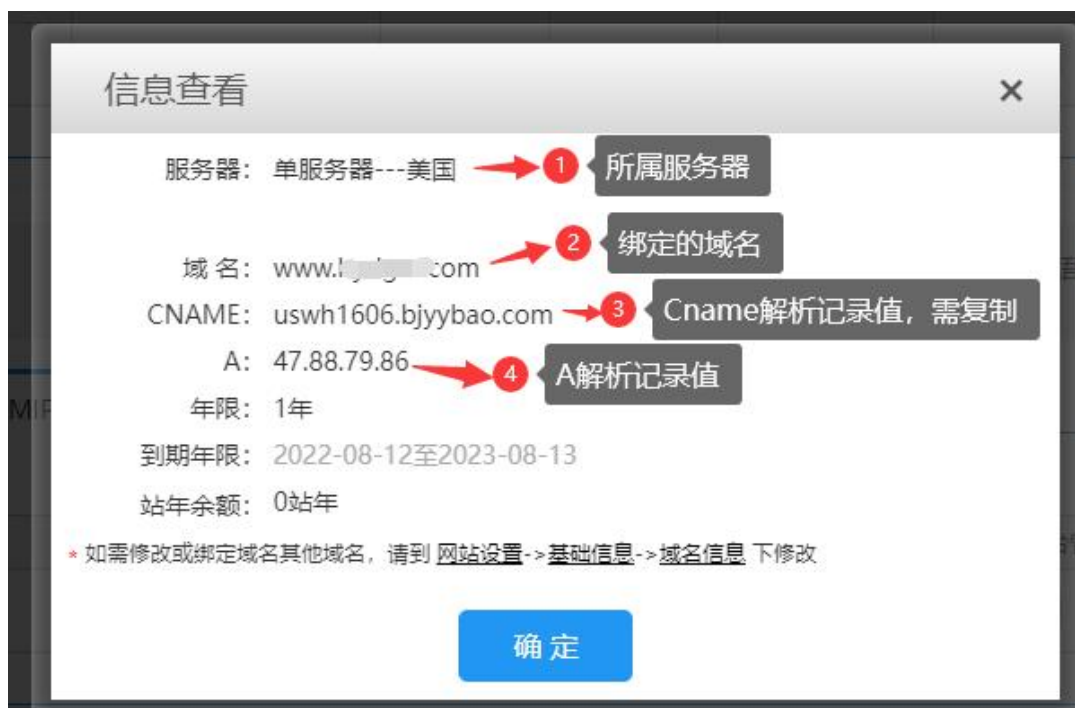 信息查看
服务器: 单服务器---美国 1 所属服务器
域 名: www. com 2 绑定的域名
CNAME: uswh1606.bjyybao.com 3 Cname解析记录值，需复制
A: 47.88.79.86 4 A解析记录值
年限: 1年
到期年限: 2022-08-12至2023-08-13
站年余额: 0站年
* 如需修改或绑定域名其他域名，请到 网站设置->基础信息->域名信息 下修改
确 定